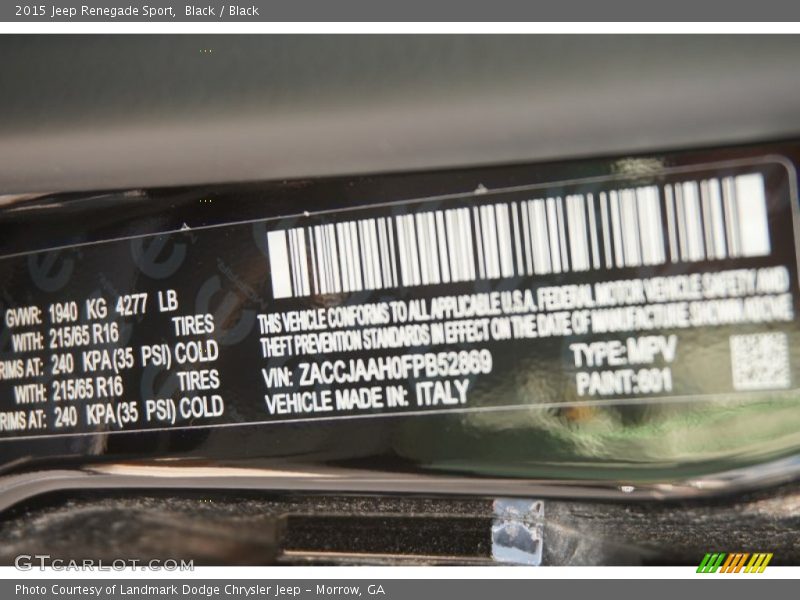 2015 Jeep Renegade Sport, Black / Black
GVWR: 1940 KG 4277 LB
WITH: 215/65 R16 TIRES
RIMS AT: 240 KPA(35 PSI) COLD
WITH: 215/65 R16 TIRES
RIMS AT: 240 KPA(35 PSI) COLD
THIS VEHICLE CONFORMS TO ALL APPLICABLE U.S.A. FEDERAL MOTOR VEHICLE SAFETY AND
THEFT PREVENTION STANDARDS IN EFFECT ON THE DATE OF MANUFACTURE SHOWN ABOVE
VIN: ZACCJAAH0FPB52869 TYPE:MPV
VEHICLE MADE IN: ITALY PAINT:601
GTCARLOT.COM
Photo Courtesy of Landmark Dodge Chrysler Jeep – Morrow, GA